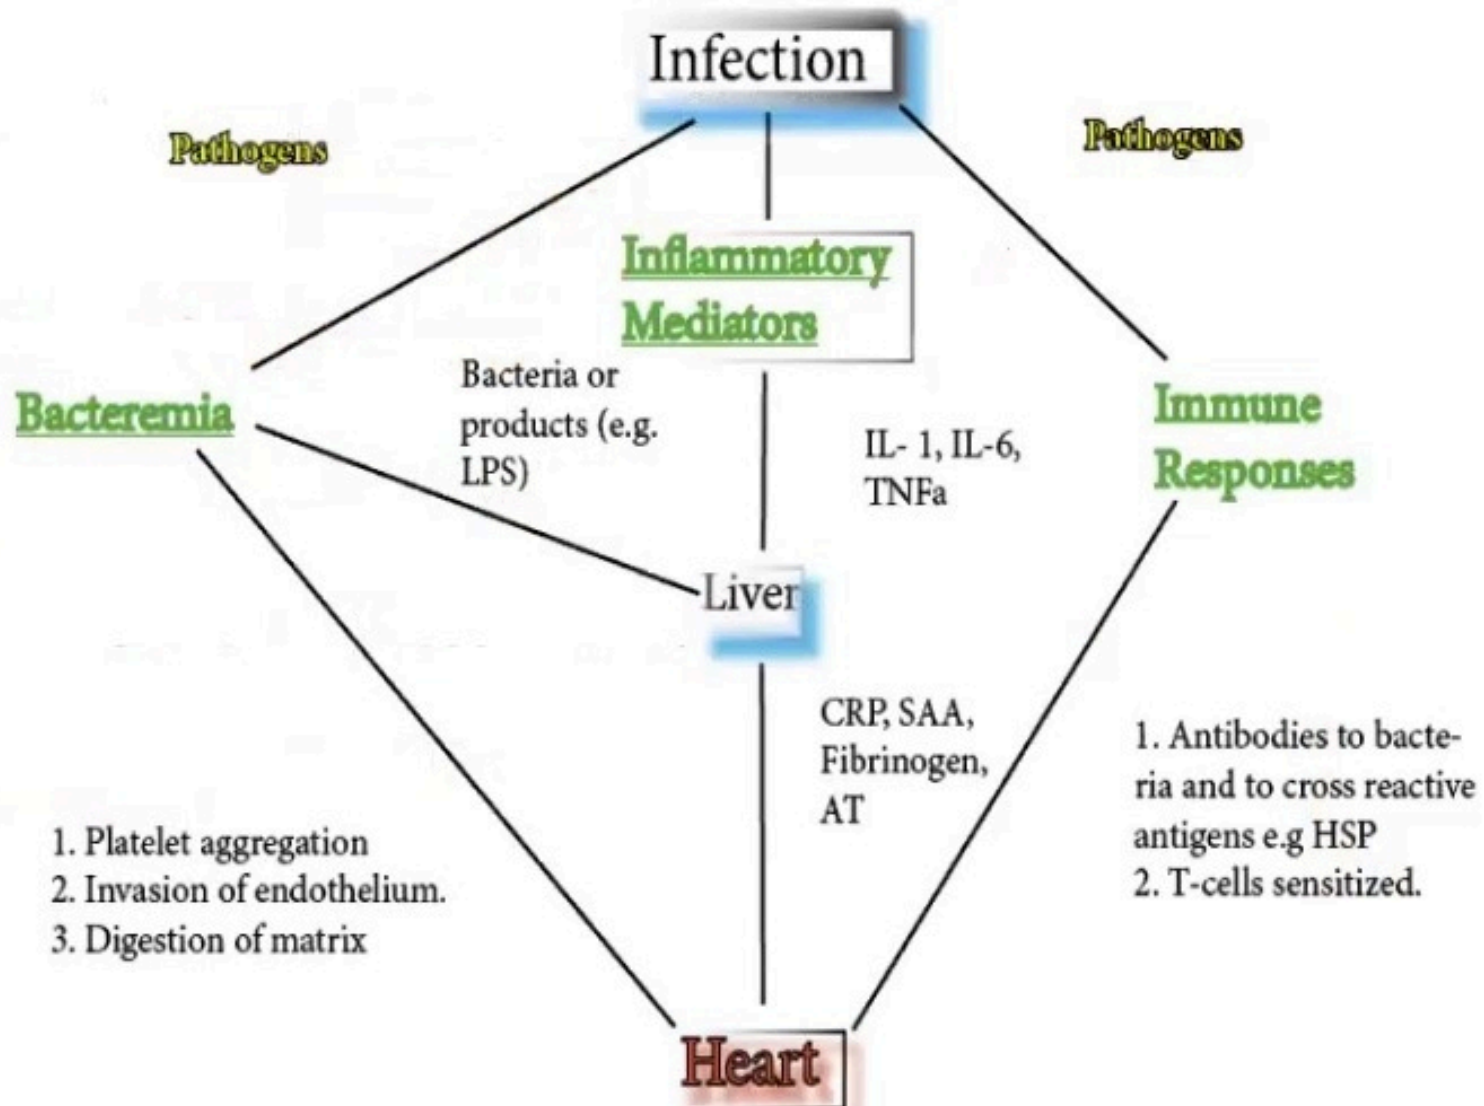 Infection
Pathogens
Pathogens
Inflammatory
Mediators
Bacteremia
Bacteria or
products (e.g.
LPS)
IL- 1, IL-6,
TNFa
Immune
Responses
Liver
CRP, SAA,
Fibrinogen,
AT
1. Platelet aggregation
2. Invasion of endothelium.
3. Digestion of matrix
1. Antibodies to bacte-
ria and to cross reactive
antigens e.g HSP
2. T-cells sensitized.
Heart